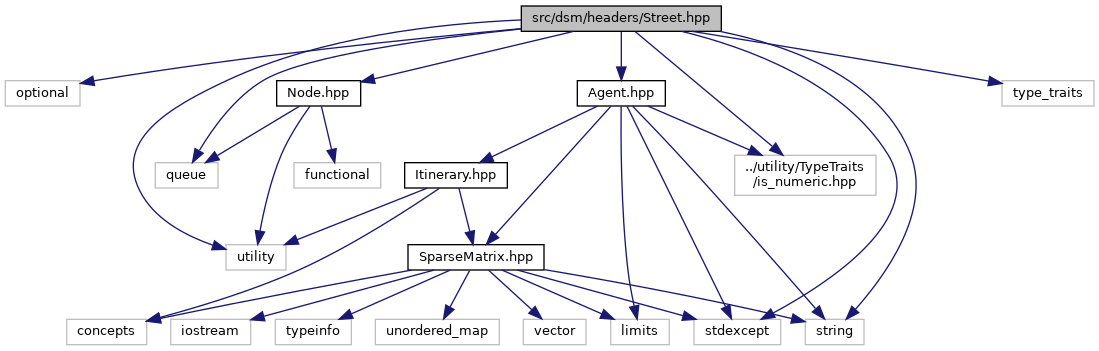 src/dsm/headers/Street.hpp
optional
Node.hpp
Agent.hpp
type_traits
queue
functional
Itinerary.hpp
../utility/TypeTraits
/is_numeric.hpp
utility
SparseMatrix.hpp
concepts
iostream
typeinfo
unordered_map
vector
limits
stdexcept
string